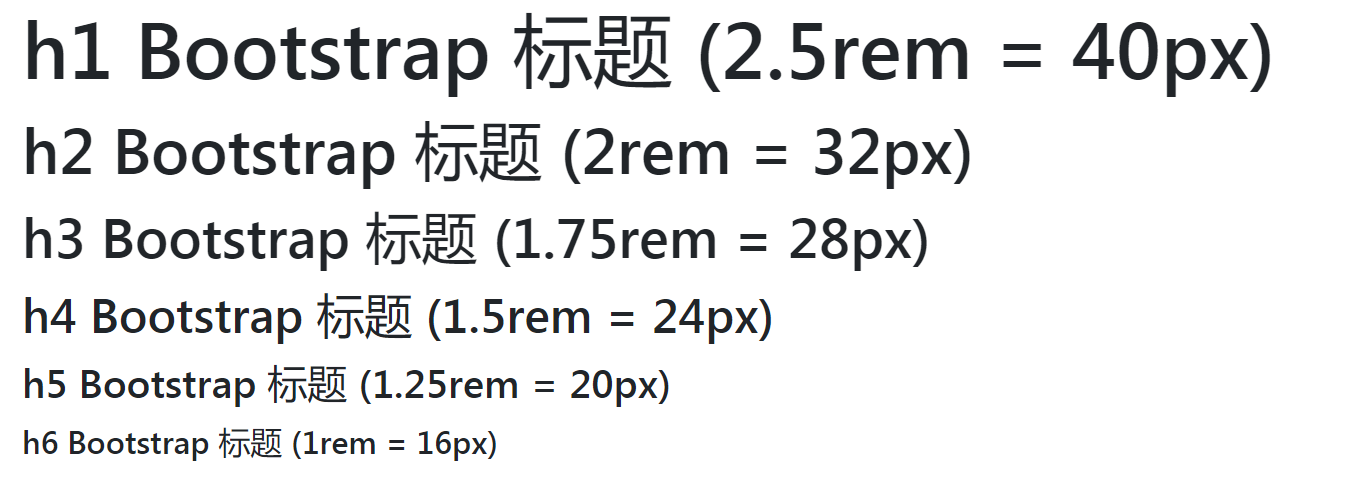 h1 Bootstrap 标题 (2.5rem = 40px)
h2 Bootstrap 标题 (2rem = 32px)
h3 Bootstrap 标题 (1.75rem = 28px)
h4 Bootstrap 标题 (1.5rem = 24px)
h5 Bootstrap 标题 (1.25rem = 20px)
h6 Bootstrap 标题 (1rem = 16px)